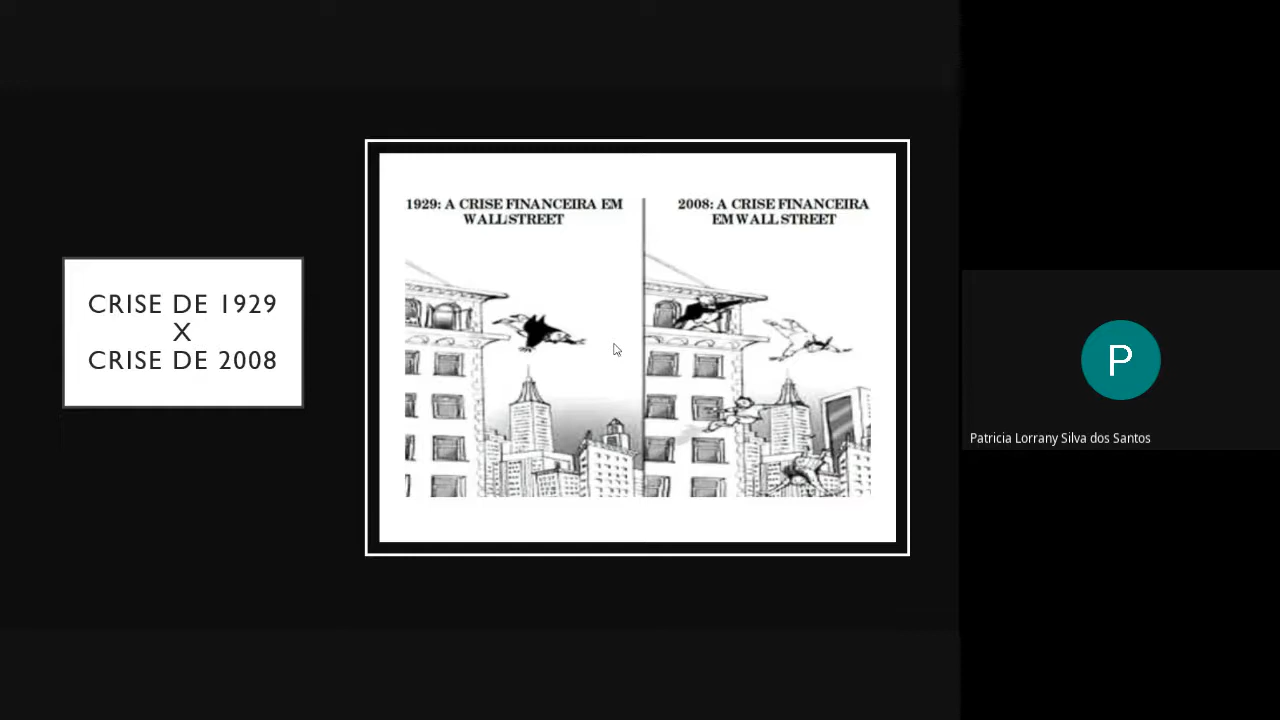 CRISE DE 1929
X
CRISE DE 2008
1929: A CRISE FINANCEIRA EM
WALL STREET
2008: A CRISE FINANCEIRA
EM WALL STREET
P
Patricia Lorrany Silva dos Santos